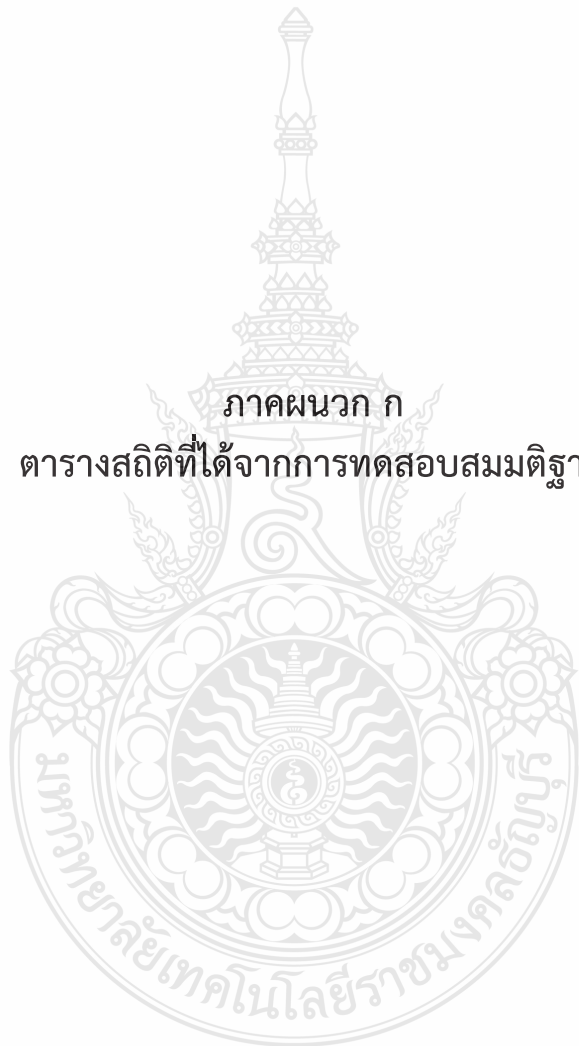 ภาคผนวก ก
ตารางสถิติที่ได้จากการทดสอบสมมติฐา
มหาวิทยาลัยเทคโนโลยีราชมงคลธัญบุรี